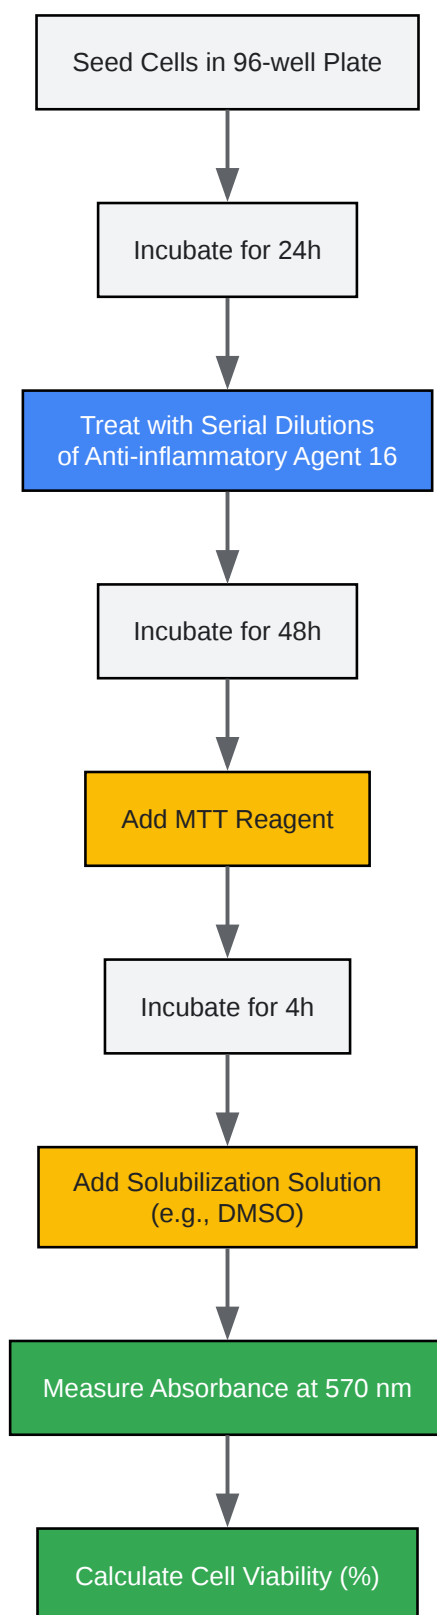 Seed Cells in 96-well Plate
Incubate for 24h
Treat with Serial Dilutions
of Anti-inflammatory Agent 16
Incubate for 48h
Add MTT Reagent
Incubate for 4h
Add Solubilization Solution
(e.g., DMSO)
Measure Absorbance at 570 nm
Calculate Cell Viability (%)